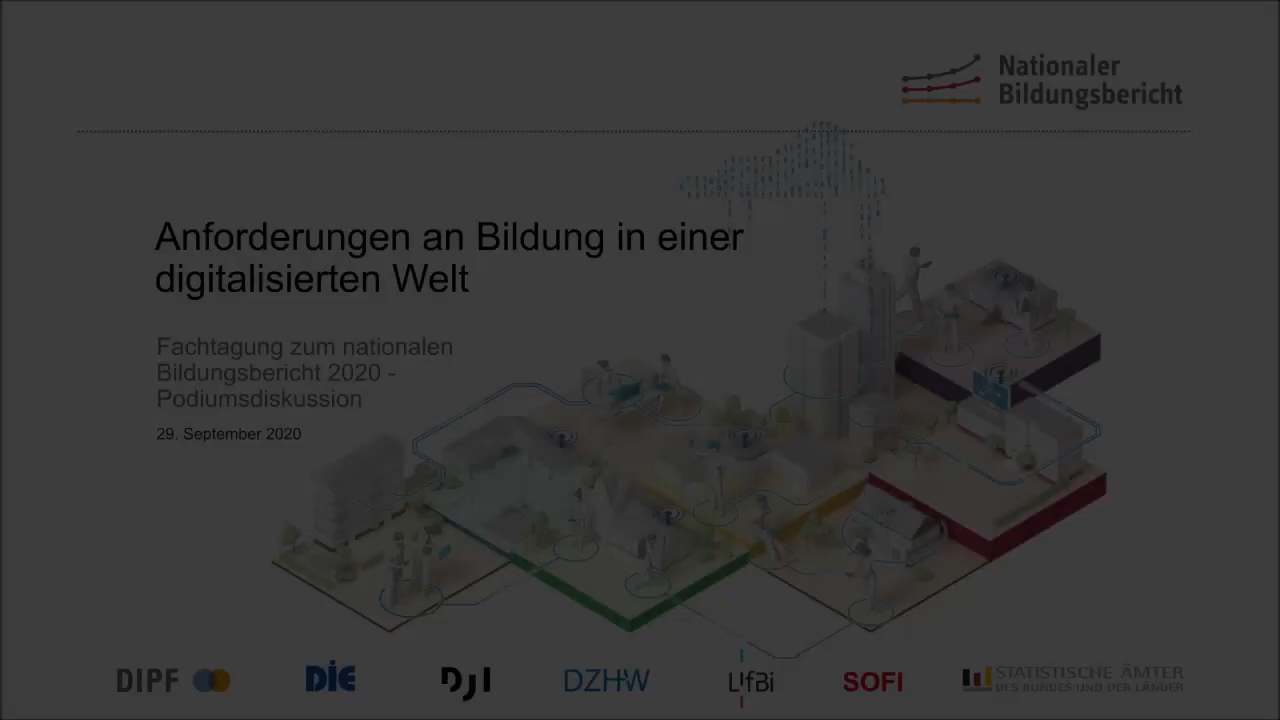 Nationaler
Bildungsbericht
Anforderungen an Bildung in einer
digitalisierten Welt
Fachtagung zum nationalen
Bildungsbericht 2020 -
Podiumsdiskussion
29. September 2020
DIPF
DIE
DJI
DZHW
LIfBi
SOFI
STATISTISCHE ÄMTER
DES BUNDES UND DER LÄNDER